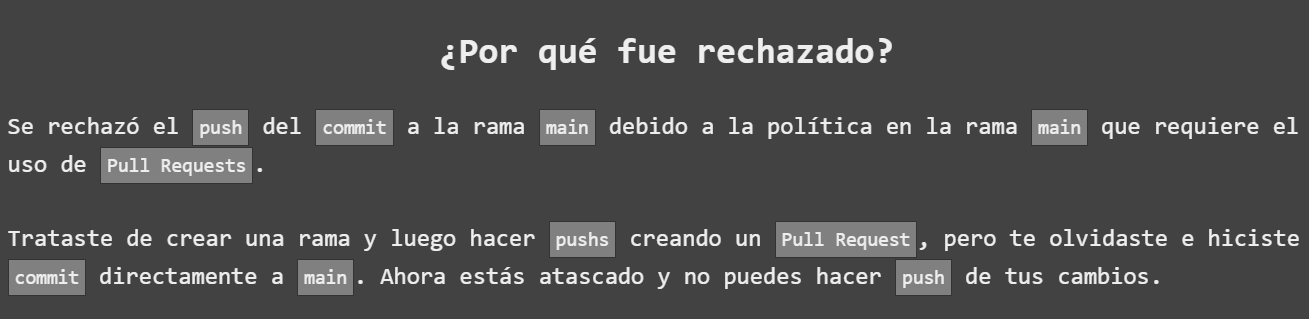 ¿Por qué fue rechazado?
Se rechazó el push del commit a la rama main debido a la política en la rama main que requiere el
uso de Pull Requests.
Trataste de crear una rama y luego hacer pushs creando un Pull Request, pero te olvidaste e hiciste
commit directamente a main. Ahora estás atascado y no puedes hacer push de tus cambios.